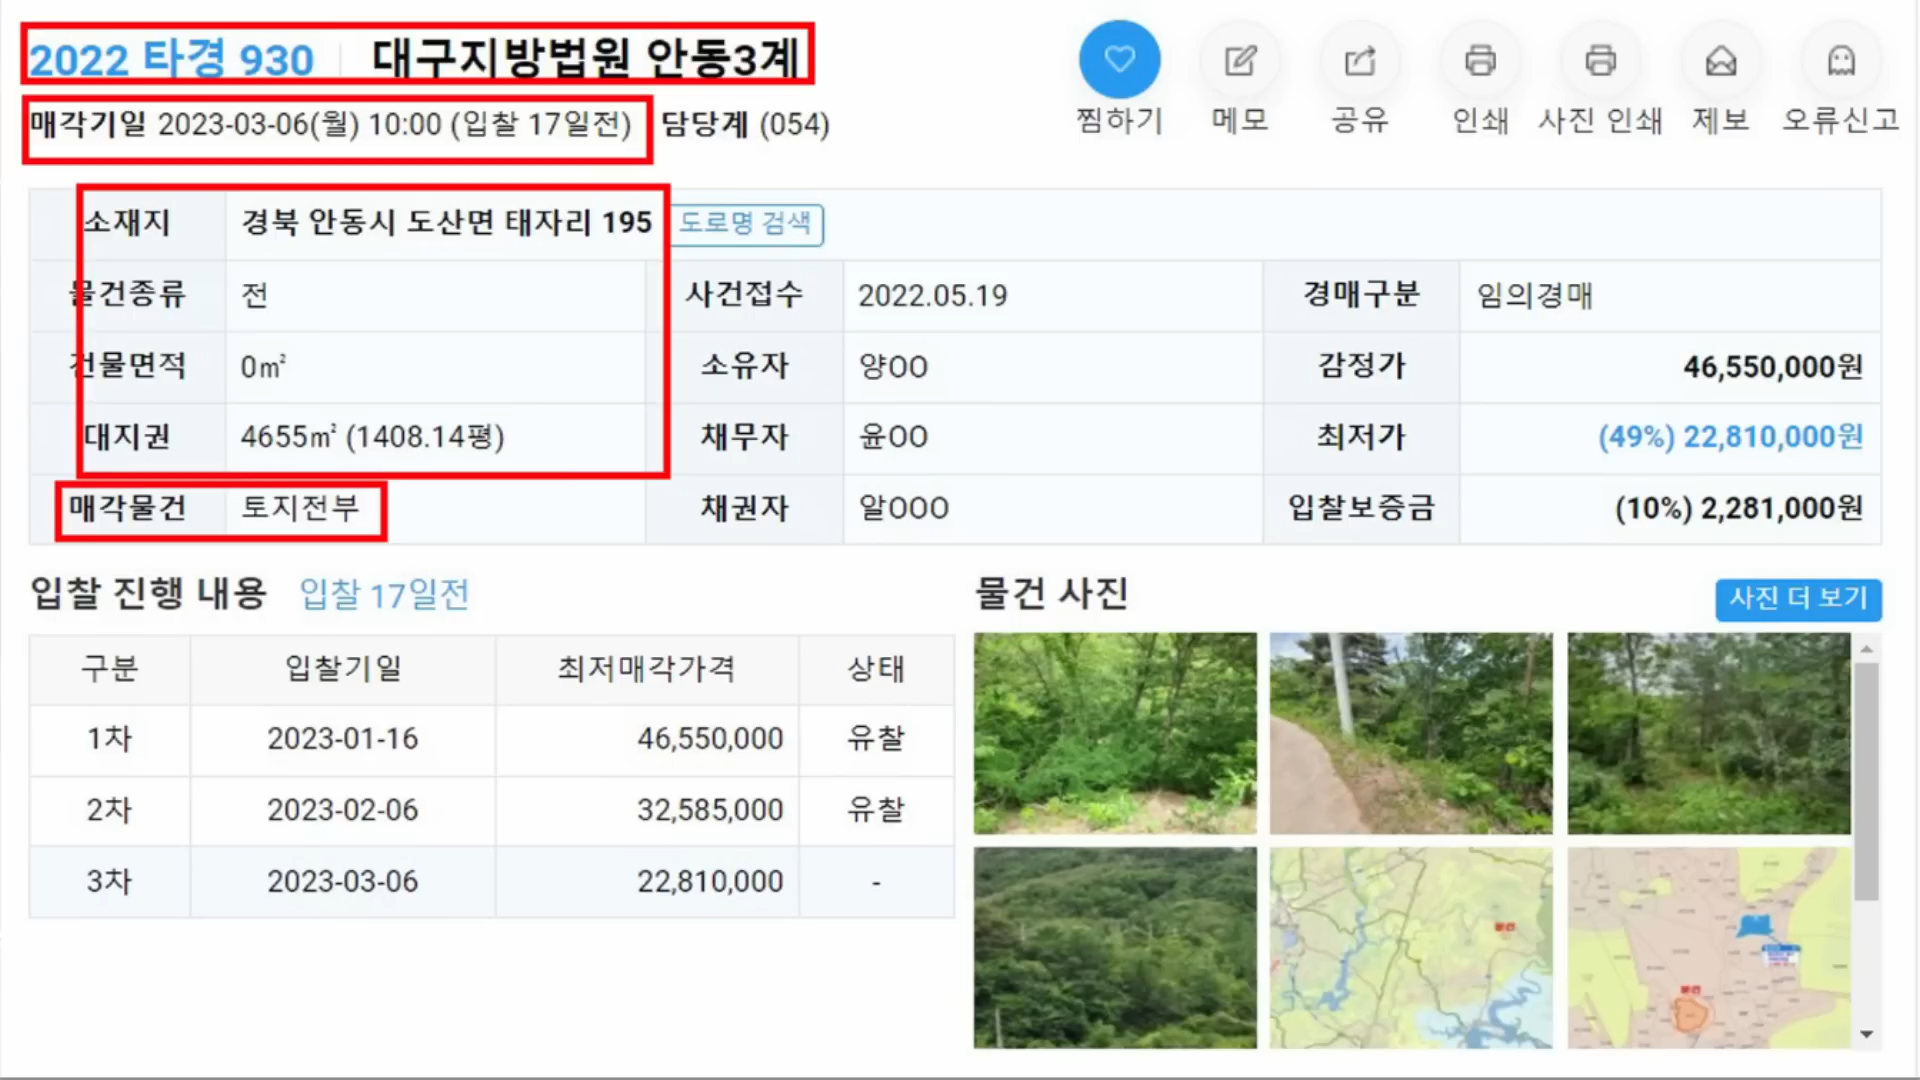 2022 타경 930 대구지방법원 안동3계
매각기일 2023-03-06(월) 10:00 (입찰 17일전) 담당계 (054)
찜하기 메모 공유 인쇄 사진 인쇄 제보 오류신고
소재지 경북 안동시 도산면 태자리 195 도로명 검색
물건종류 전 사건접수 2022.05.19 경매구분 임의경매
건물면적 0㎡ 소유자 양OO 감정가 46,550,000원
대지권 4655㎡ (1408.14평) 채무자 윤OO 최저가 (49%) 22,810,000원
매각물건 토지전부 채권자 알OOO 입찰보증금 (10%) 2,281,000원
입찰 진행 내용 입찰 17일전
구분 입찰기일 최저매각가격 상태
1차 2023-01-16 46,550,000 유찰
2차 2023-02-06 32,585,000 유찰
3차 2023-03-06 22,810,000 -
물건 사진 사진 더 보기